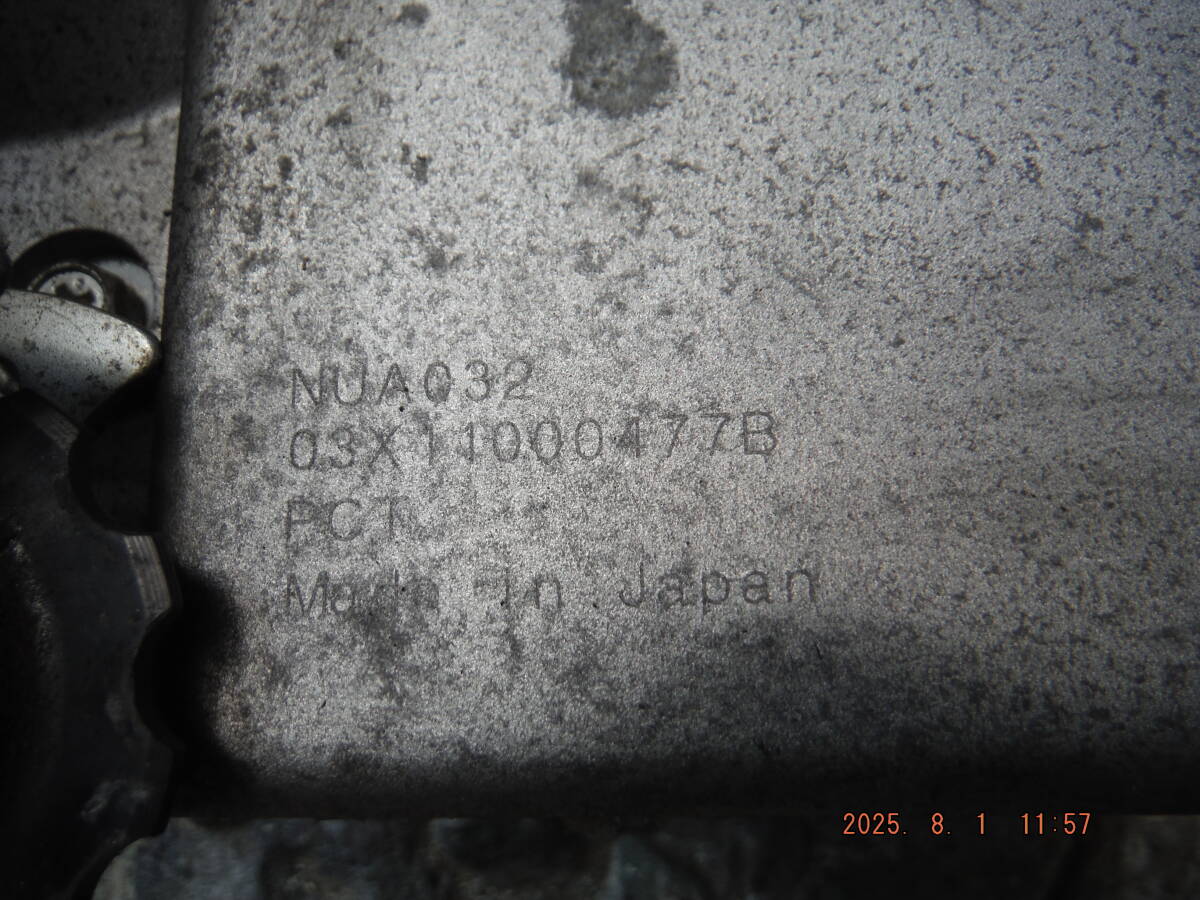 NUA032
03X11000477B
PCT
Made in Japan
2025. 8. 1 11:57